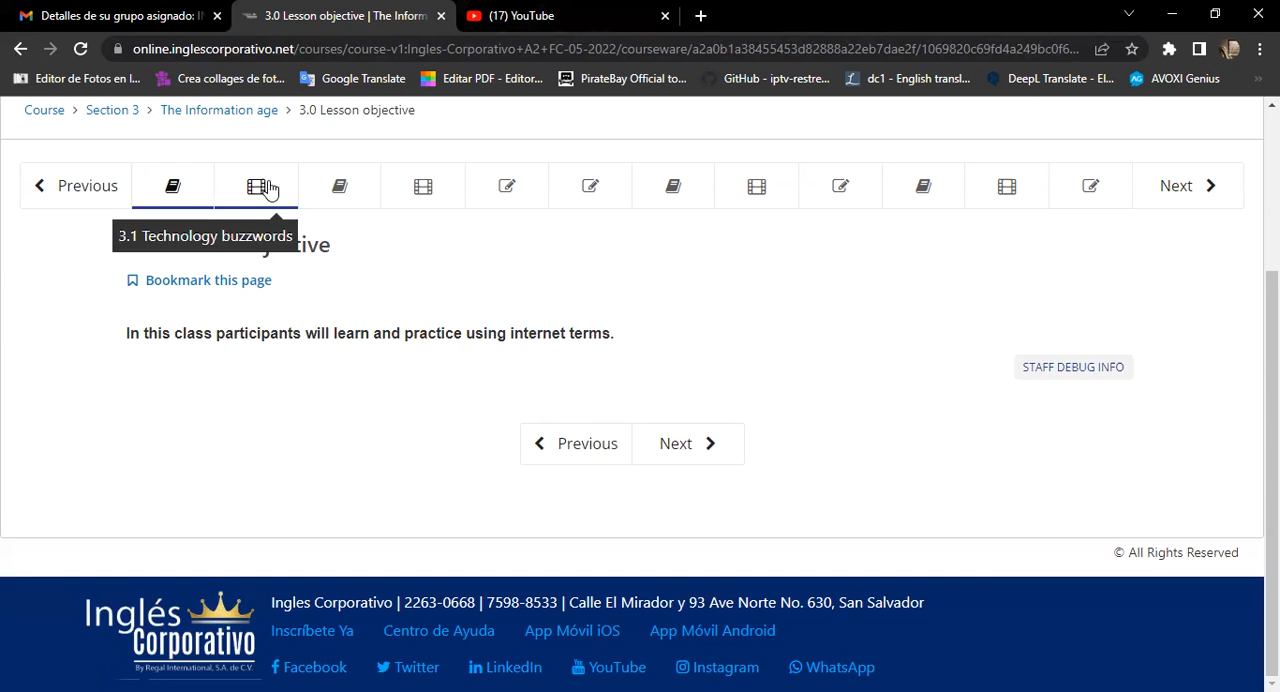 Detalles de su grupo asignado: I
3.0 Lesson objective | The Inform
(17) YouTube
online.inglescorporativo.net/courses/course-v1:Ingles-Corporativo+A2+FC-05-2022/courseware/a2a0b1a38455453d82888a22eb7dae2f/1069820c69fd4a249bc0f6...
Editor de Fotos en l...
Crea collages de fot...
Google Translate
Editar PDF - Editor...
PirateBay Official to...
GitHub - iptv-restre...
dc1 - English transl...
DeepL Translate - El...
AVOXI Genius
»
Course > Section 3 > The Information age > 3.0 Lesson objective
Previous
Next
3.1 Technology buzzwords
Bookmark this page
In this class participants will learn and practice using internet terms.
STAFF DEBUG INFO
Previous
Next
© All Rights Reserved
Inglés Corporativo
By Regal International, S.A. de C.V.
Ingles Corporativo | 2263-0668 | 7598-8533 | Calle El Mirador y 93 Ave Norte No. 630, San Salvador
Inscríbete Ya Centro de Ayuda App Móvil iOS App Móvil Android
Facebook Twitter LinkedIn YouTube Instagram WhatsApp